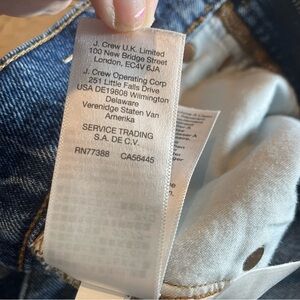 J. Crew U.K. Limited
100 New Bridge Street
London, EC4V 6JA
J. Crew Operating Corp
251 Little Falls Drive
USA DE19808 Wilmington
Delaware
Verenidge Staten Van
Amerika
SERVICE TRADING
S.A. DE C.V.
RN77388 CA56445